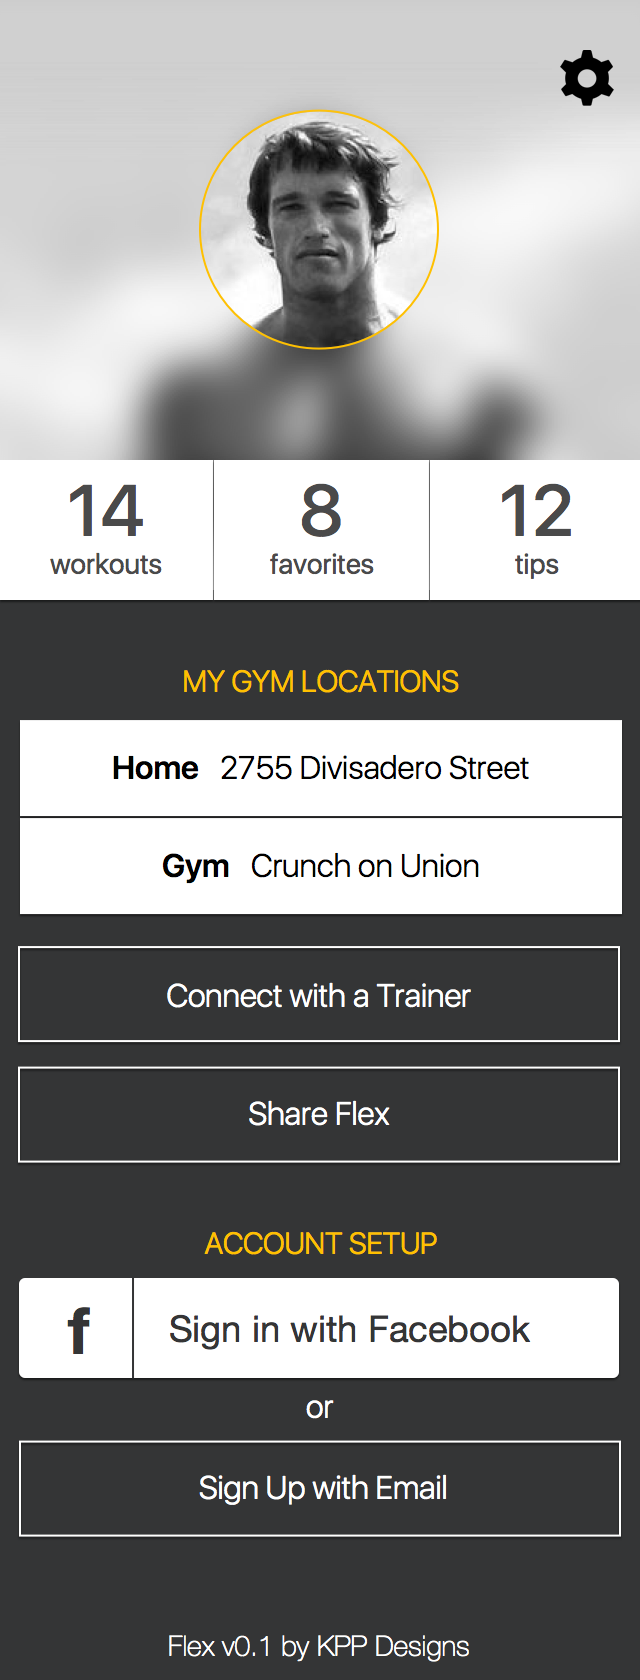 14 8 12
workouts favorites tips
MY GYM LOCATIONS
Home 2755 Divisadero Street
Gym Crunch on Union
Connect with a Trainer
Share Flex
ACCOUNT SETUP
f Sign in with Facebook
or
Sign Up with Email
Flex v0.1 by KPP Designs